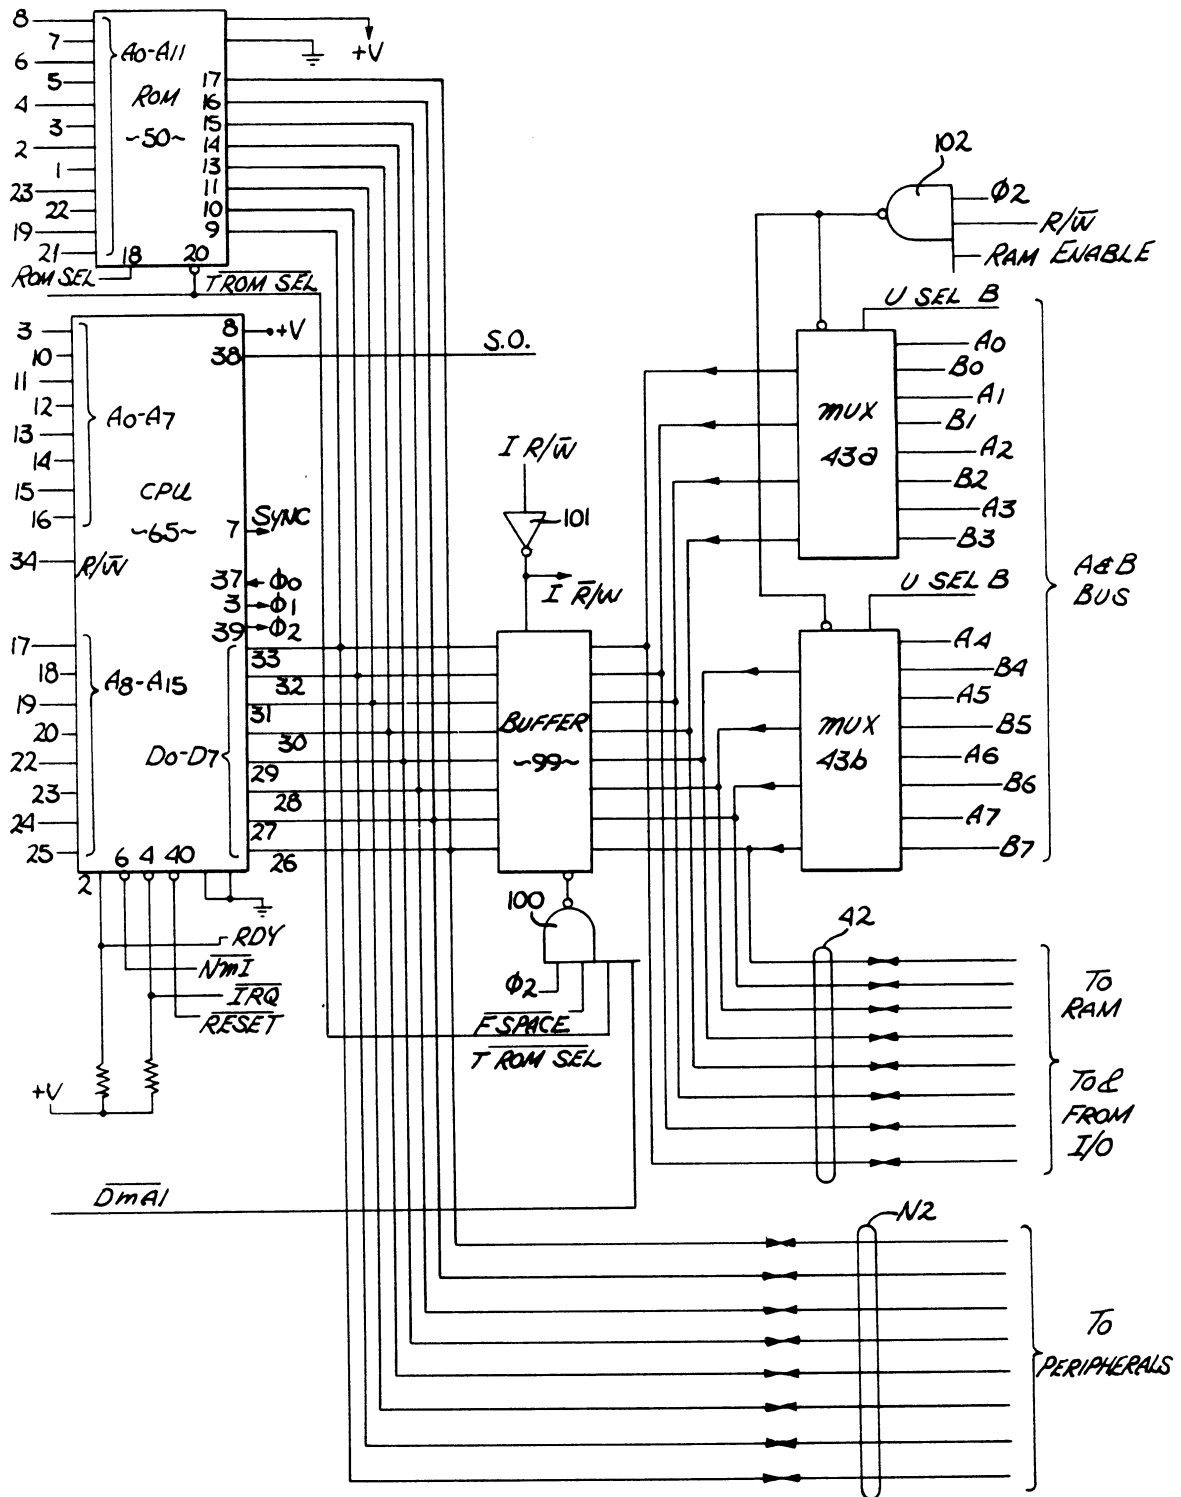 8
7
6
5
4
3
2
1
23
22
19
21
A0-A11
ROM
~50~
17
16
15
14
13
11
10
9
18
20
+V
ROM SEL
T ROM SEL
3
10
11
12
13
14
15
16
34
17
18
19
20
22
23
24
25
A0-A7
CPU
~65~
R/W
A8-A15
D0-D7
8
+V
38
S.O.
7
SYNC
37
Φ0
3
Φ1
39
Φ2
33
32
31
30
29
28
27
26
2
6
4
40
RDY
NMI
IRQ
RESET
+V
I R/W
101
I R/W
BUFFER
~99~
100
Φ2
F SPACE
T ROM SEL
DMA1
102
Φ2
R/W
RAM ENABLE
U SEL B
MUX
43a
A0
B0
A1
B1
A2
B2
A3
B3
U SEL B
MUX
43b
A4
B4
A5
B5
A6
B6
A7
B7
A&B
BUS
42
TO
RAM
TO &
FROM
I/O
N2
TO
PERIPHERALS